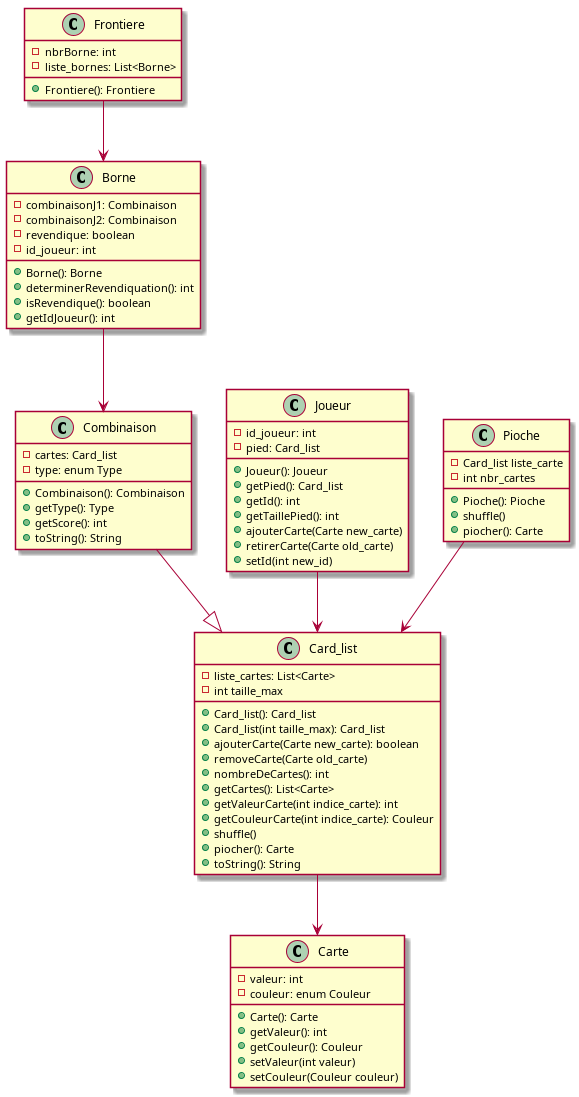 C Frontiere
nbrBorne: int
liste_bornes: List<Borne>
Frontiere(): Frontiere
C Borne
combinaisonJ1: Combinaison
combinaisonJ2: Combinaison
revendique: boolean
id_joueur: int
Borne(): Borne
determinerRevendiquation(): int
isRevendique(): boolean
getIdJoueur(): int
C Combinaison
cartes: Card_list
type: enum Type
Combinaison(): Combinaison
getType(): Type
getScore(): int
toString(): String
C Joueur
id_joueur: int
pied: Card_list
Joueur(): Joueur
getPied(): Card_list
getId(): int
getTaillePied(): int
ajouterCarte(Carte new_carte)
retirerCarte(Carte old_carte)
setId(int new_id)
C Pioche
Card_list liste_carte
int nbr_cartes
Pioche(): Pioche
shuffle()
piocher(): Carte
C Card_list
liste_cartes: List<Carte>
int taille_max
Card_list(): Card_list
Card_list(int taille_max): Card_list
ajouterCarte(Carte new_carte): boolean
removeCarte(Carte old_carte)
nombreDeCartes(): int
getCartes(): List<Carte>
getValeurCarte(int indice_carte): int
getCouleurCarte(int indice_carte): Couleur
shuffle()
piocher(): Carte
toString(): String
C Carte
valeur: int
couleur: enum Couleur
Carte(): Carte
getValeur(): int
getCouleur(): Couleur
setValeur(int valeur)
setCouleur(Couleur couleur)